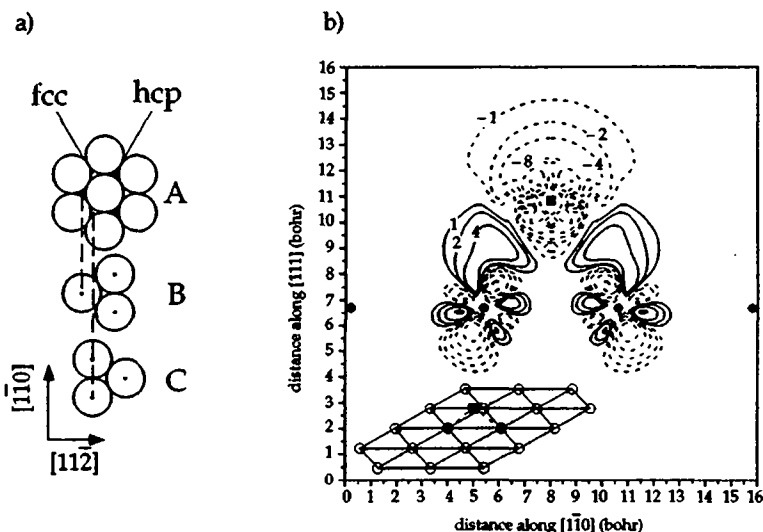 a)
fcc
hcp
A
B
C
[1̄10]
[112̄]
b)
distance along [111] (bohr)
16
15
14
13
12
11
10
9
8
7
6
5
4
3
2
1
0
−1
−2
−8
−4
1
2
4
0 1 2 3 4 5 6 7 8 9 10 11 12 13 14 15 16
distance along [11̄0] (bohr)